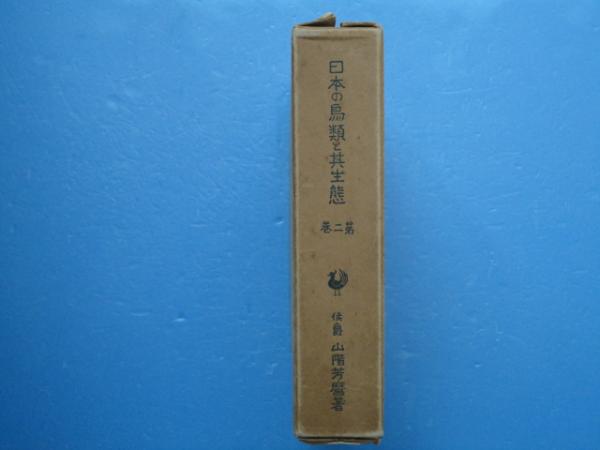 日本の鳥類と其生態
第二巻
侯爵 山階芳麿著